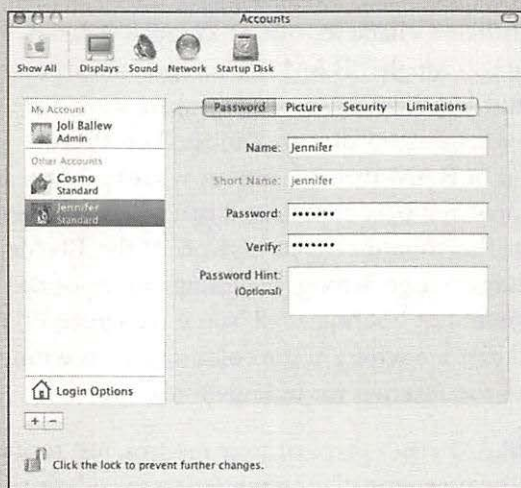 Accounts
Show All Displays Sound Network Startup Disk
My Account
Joli Ballew
Admin
Other Accounts
Cosmo
Standard
Jennifer
Standard
Login Options
+ −
Password Picture Security Limitations
Name: Jennifer
Short Name: jennifer
Password: •••••••
Verify: •••••••
Password Hint:
(Optional)
Click the lock to prevent further changes.